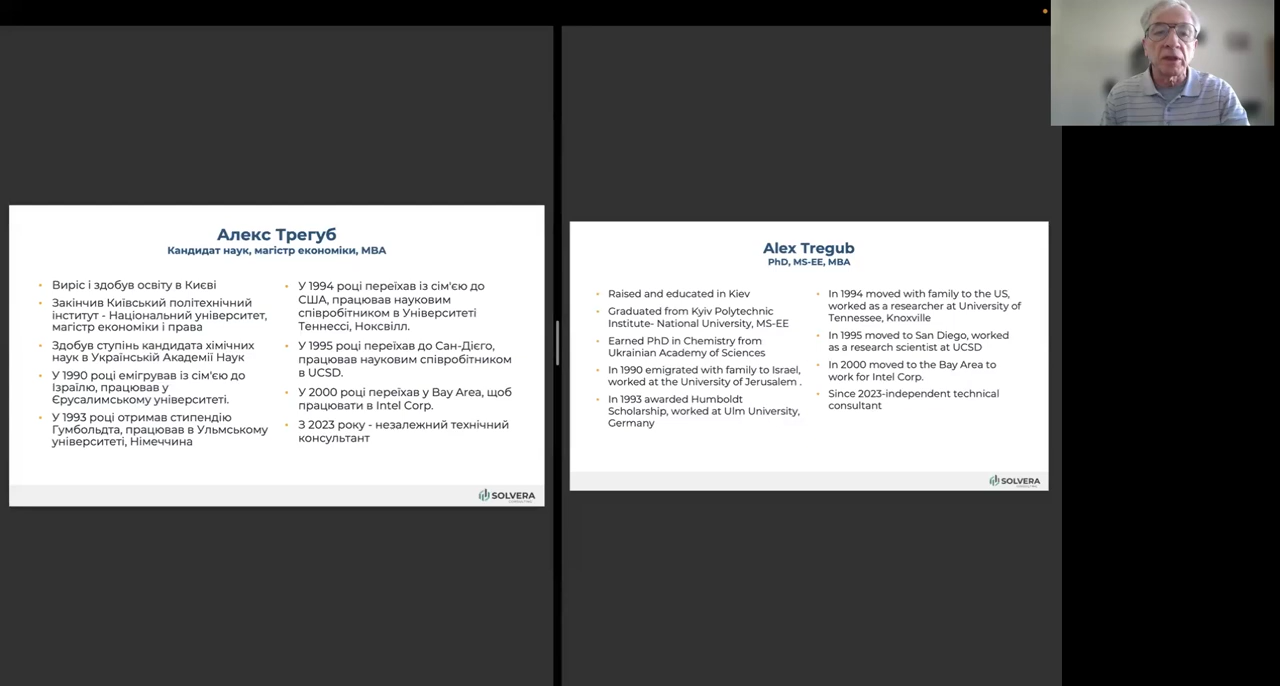 Алекс Трегуб
Кандидат наук, магістр економіки, MBA
Виріс і здобув освіту в Києві
Закінчив Київський політехнічний
інститут - Національний університет,
магістр економіки і права
Здобув ступінь кандидата хімічних
наук в Українській Академії Наук
У 1990 році емігрував із сім'єю до
Ізраїлю, працював у
Єрусалимському університеті.
У 1993 році отримав стипендію
Гумбольдта, працював в Ульмському
університеті, Німеччина
У 1994 році переїхав із сім'єю до
США, працював науковим
співробітником в Університеті
Теннессі, Ноксвілл.
У 1995 році переїхав до Сан-Дієго,
працював науковим співробітником
в UCSD.
У 2000 році переїхав у Bay Area, щоб
працювати в Intel Corp.
З 2023 року - незалежний технічний
консультант
SOLVERA
CONSULTING
Alex Tregub
PhD, MS-EE, MBA
Raised and educated in Kiev
Graduated from Kyiv Polytechnic
Institute- National University, MS-EE
Earned PhD in Chemistry from
Ukrainian Academy of Sciences
In 1990 emigrated with family to Israel,
worked at the University of Jerusalem .
In 1993 awarded Humboldt
Scholarship, worked at Ulm University,
Germany
In 1994 moved with family to the US,
worked as a researcher at University of
Tennessee, Knoxville
In 1995 moved to San Diego, worked
as a research scientist at UCSD
In 2000 moved to the Bay Area to
work for Intel Corp.
Since 2023-independent technical
consultant
SOLVERA
CONSULTING